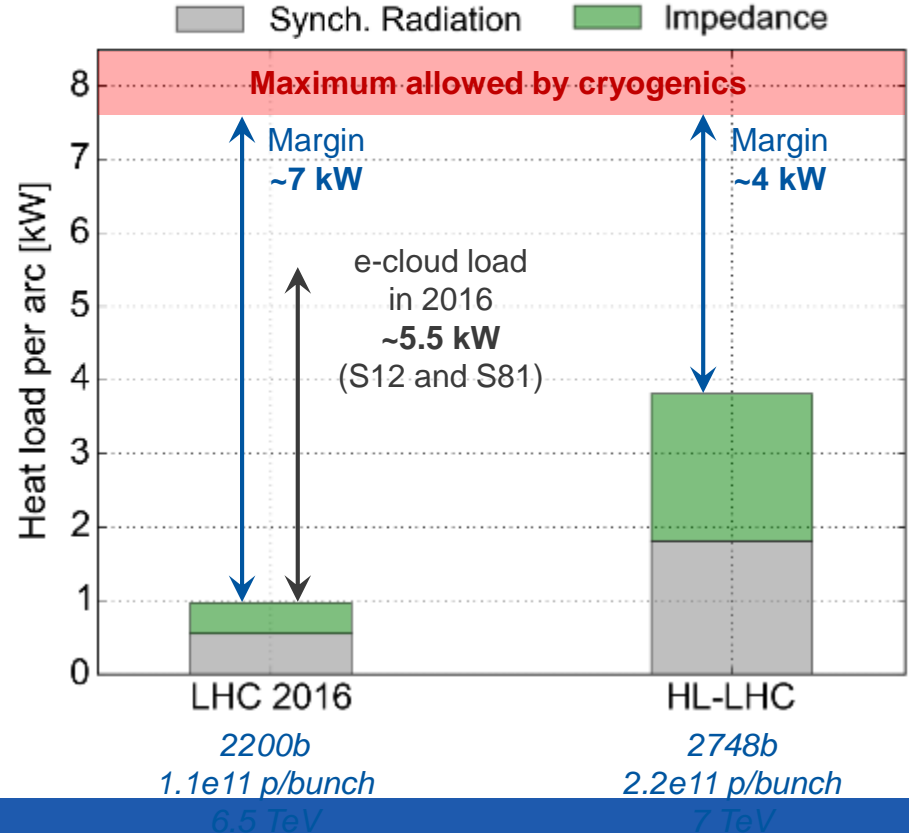 Synch. Radiation Impedance
Maximum allowed by cryogenics
Heat load per arc [kW]
8
7
6
5
4
3
2
1
0
Margin
~7 kW
e-cloud load
in 2016
~5.5 kW
(S12 and S81)
Margin
~4 kW
LHC 2016
2200b
1.1e11 p/bunch
6.5 TeV
HL-LHC
2748b
2.2e11 p/bunch
7 TeV